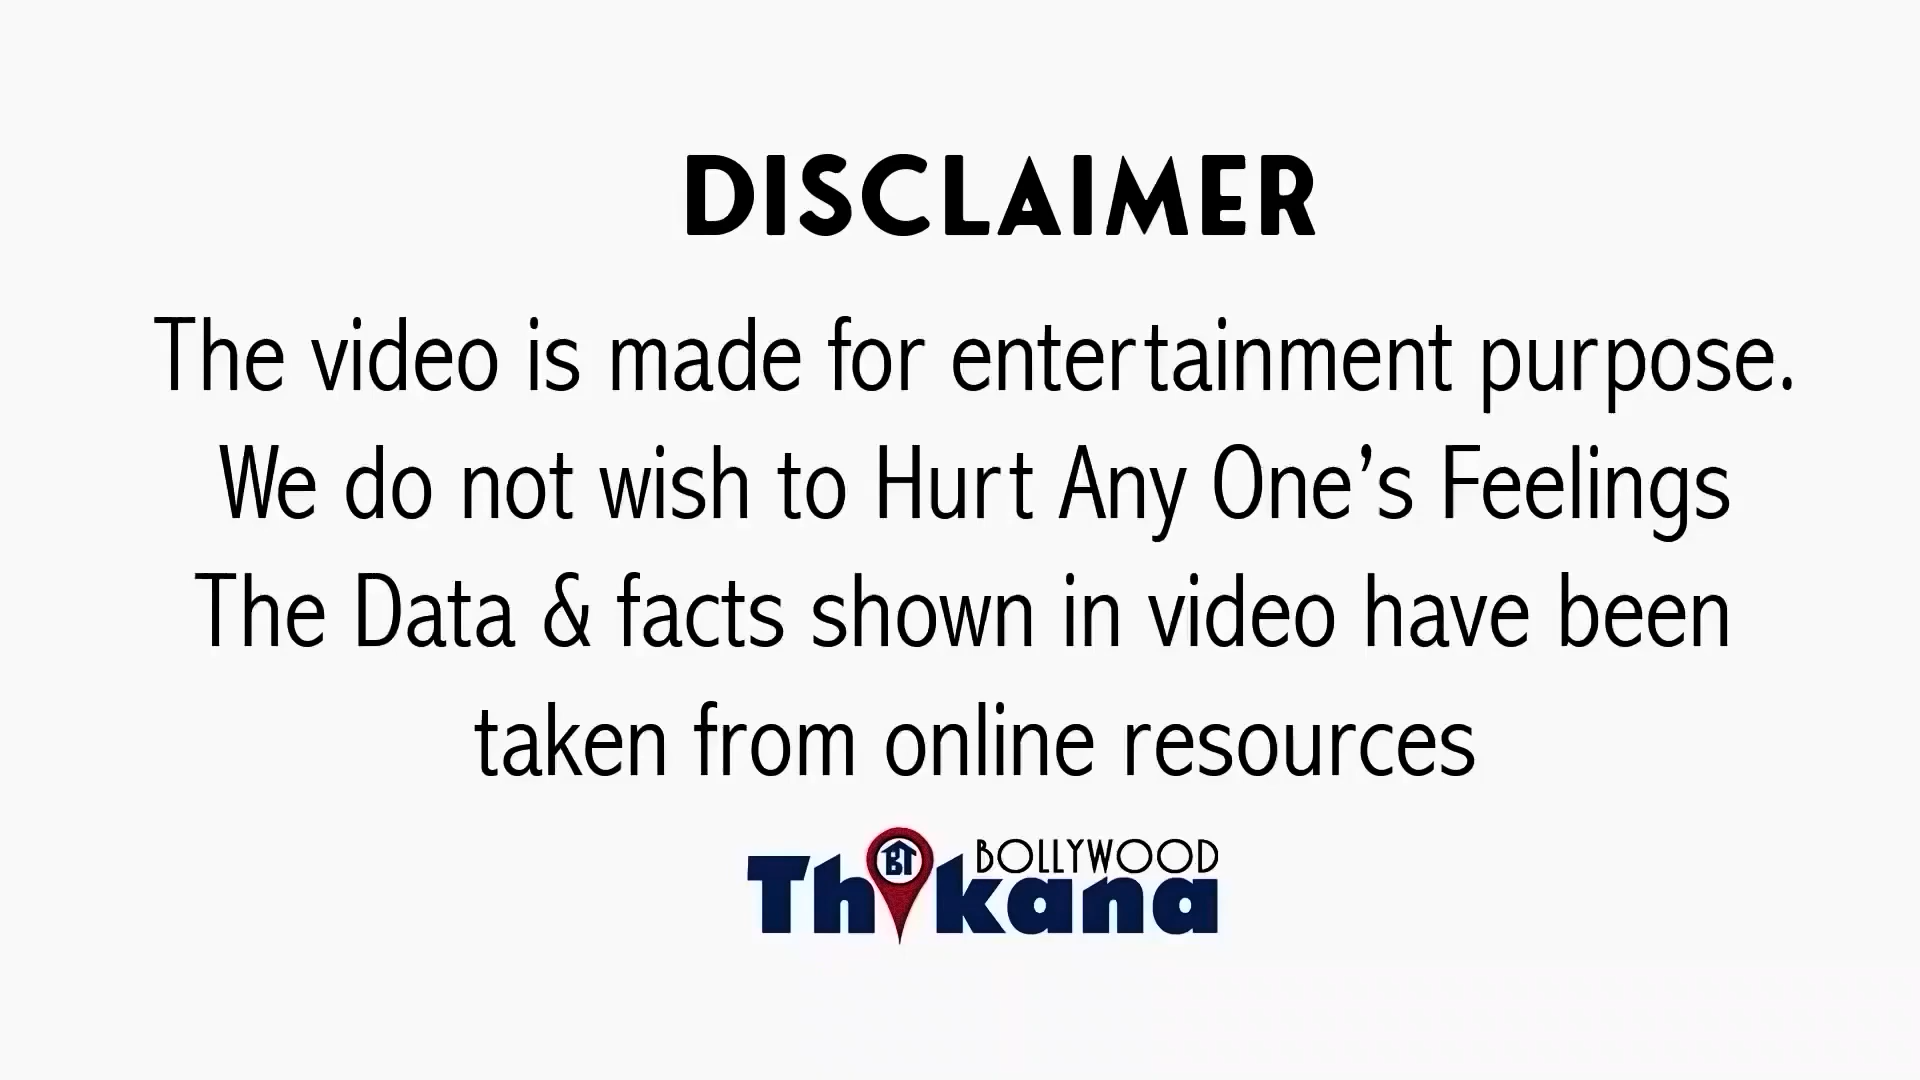 DISCLAIMER
The video is made for entertainment purpose.
We do not wish to Hurt Any One’s Feelings
The Data & facts shown in video have been
taken from online resources
BT
BOLLYWOOD
Thikana